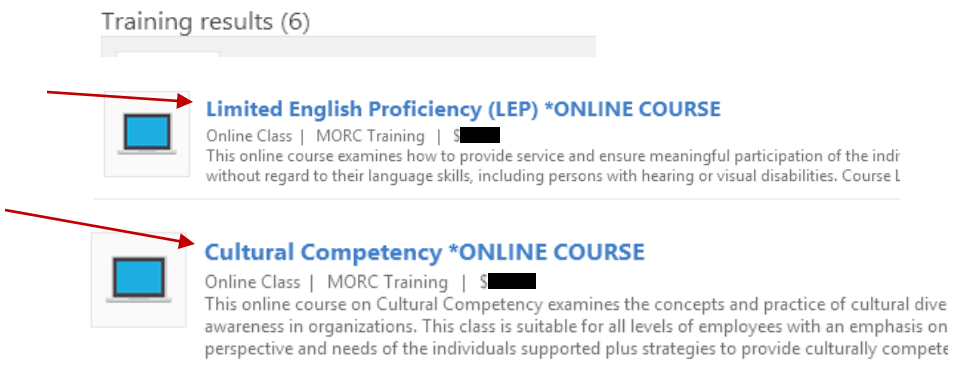 Training results (6)
Limited English Proficiency (LEP) *ONLINE COURSE
Online Class | MORC Training | $
This online course examines how to provide service and ensure meaningful participation of the indi
without regard to their language skills, including persons with hearing or visual disabilities. Course L
Cultural Competency *ONLINE COURSE
Online Class | MORC Training | $
This online course on Cultural Competency examines the concepts and practice of cultural dive
awareness in organizations. This class is suitable for all levels of employees with an emphasis on
perspective and needs of the individuals supported plus strategies to provide culturally compete